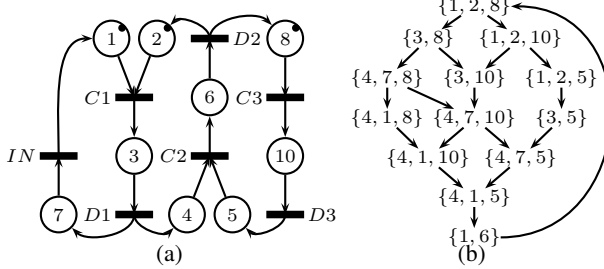 1 2 D2 8
C1 6 C3
IN 3 C2 10
7 D1 4 5 D3
(a)
{1, 2, 8}
{3, 8} {1, 2, 10}
{4, 7, 8} {3, 10} {1, 2, 5}
{4, 1, 8} {4, 7, 10} {3, 5}
{4, 1, 10} {4, 7, 5}
{4, 1, 5}
{1, 6}
(b)